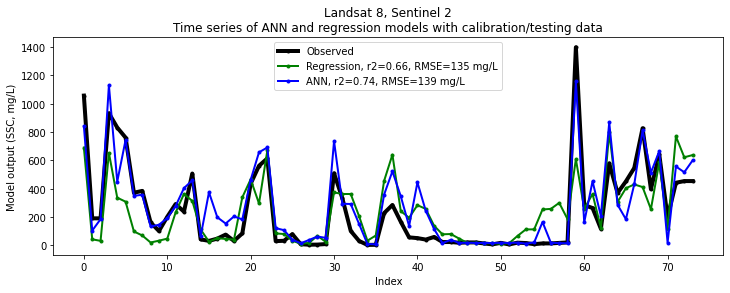 Landsat 8, Sentinel 2
Time series of ANN and regression models with calibration/testing data
Model output (SSC, mg/L)
1400
1200
1000
800
600
400
200
0
Observed
Regression, r2=0.66, RMSE=135 mg/L
ANN, r2=0.74, RMSE=139 mg/L
0 10 20 30 40 50 60 70
Index